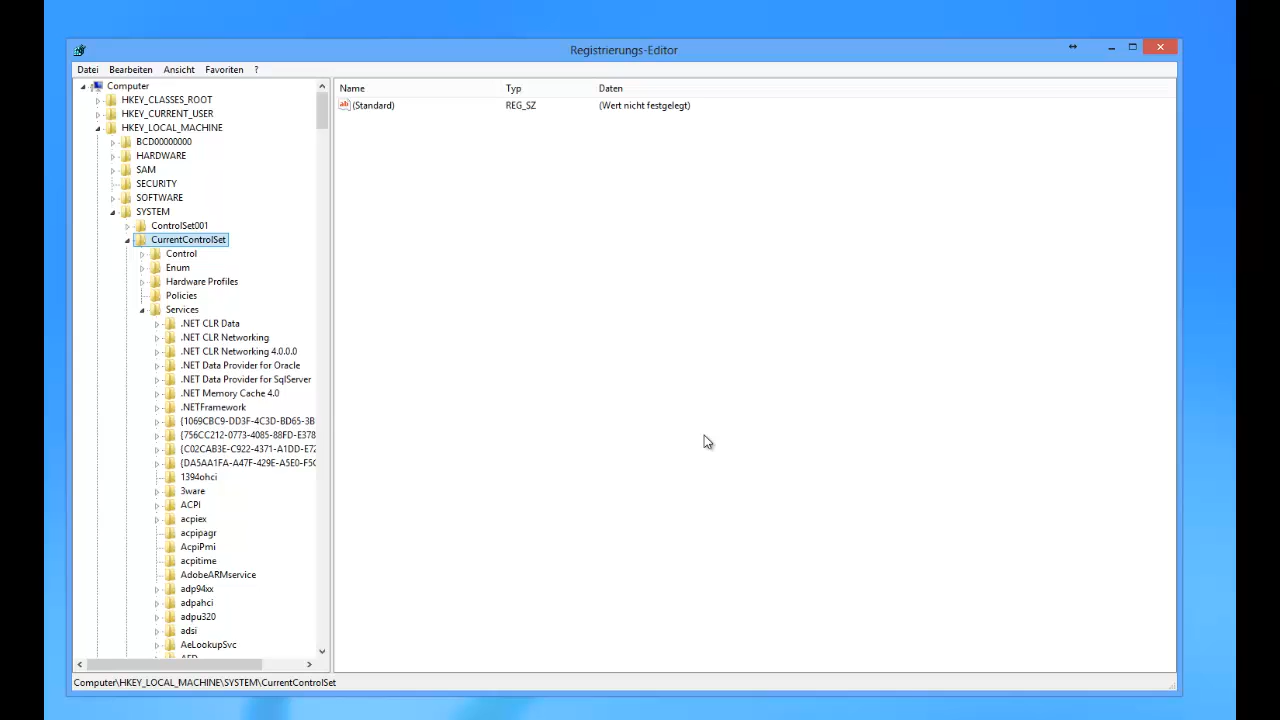 Registrierungs-Editor
Datei Bearbeiten Ansicht Favoriten ?
Computer
HKEY_CLASSES_ROOT
HKEY_CURRENT_USER
HKEY_LOCAL_MACHINE
BCD00000000
HARDWARE
SAM
SECURITY
SOFTWARE
SYSTEM
ControlSet001
CurrentControlSet
Control
Enum
Hardware Profiles
Policies
Services
.NET CLR Data
.NET CLR Networking
.NET CLR Networking 4.0.0.0
.NET Data Provider for Oracle
.NET Data Provider for SqlServer
.NET Memory Cache 4.0
.NETFramework
{1069CBC9-DD3F-4C3D-BD65-3B
{756CC212-0773-4085-88FD-E378
{C02CAB3E-C922-4371-A1DD-E72
{DA5AA1FA-A47F-429E-A5E0-F5C
1394ohci
3ware
ACPI
acpiex
acpipagr
AcpiPmi
acpitime
AdobeARMservice
adp94xx
adpahci
adpu320
adsi
AeLookupSvc
AFD
Name Typ Daten
(Standard) REG_SZ (Wert nicht festgelegt)
Computer\HKEY_LOCAL_MACHINE\SYSTEM\CurrentControlSet